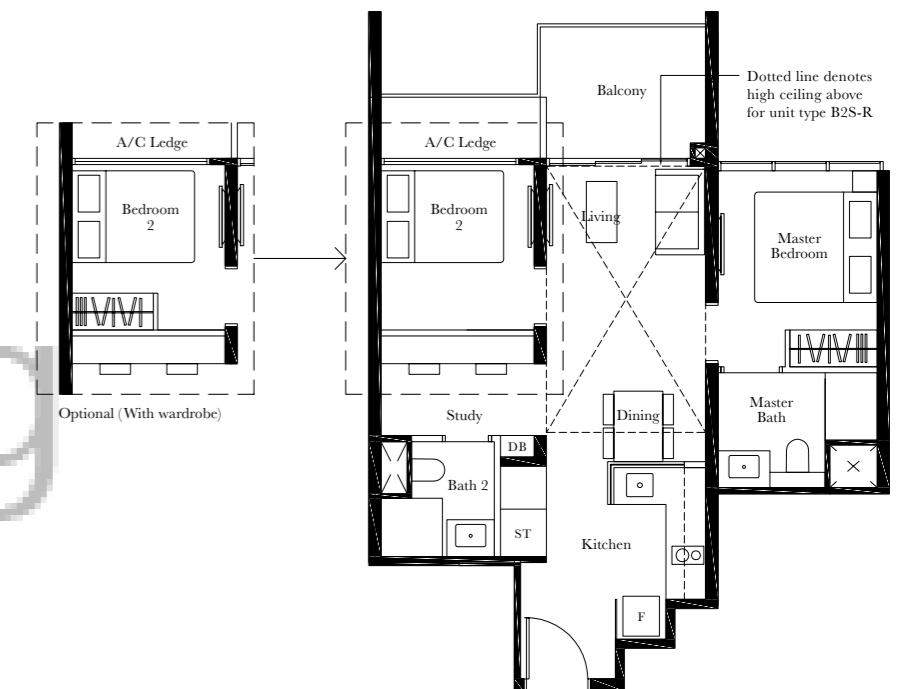 Balcony
Dotted line denotes
high ceiling above
for unit type B2S-R
A/C Ledge
A/C Ledge
Bedroom
2
Bedroom
2
Living
Master
Bedroom
Optional (With wardrobe)
Study
Dining
Master
Bath
DB
Bath 2
ST
Kitchen
F